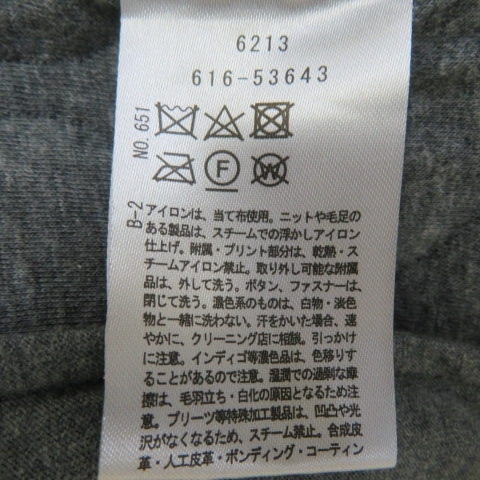 6213
616-53643
NO. 651
F
W
B-2
アイロンは、当て布使用。ニットや毛足の
ある製品は、スチームでの浮かしアイロン
仕上げ。附属・プリント部分は、乾熱・ス
チームアイロン禁止。取り外し可能な附属
品は、外して洗う。ボタン、ファスナーは、
閉じて洗う。濃色系のものは、白物・淡色
物と一緒に洗わない。汗をかいた場合、速
やかに、クリーニング店に相談。引っかけ
に注意。インディゴ等濃色品は、色移りす
ることがあるので注意。湿潤での過剰な摩
擦は、毛羽立ち・白化の原因となるため注
意。プリーツ等特殊加工製品は、凹凸や光
沢がなくなるため、スチーム禁止。合成皮
革・人工皮革・ボンディング・コーティン